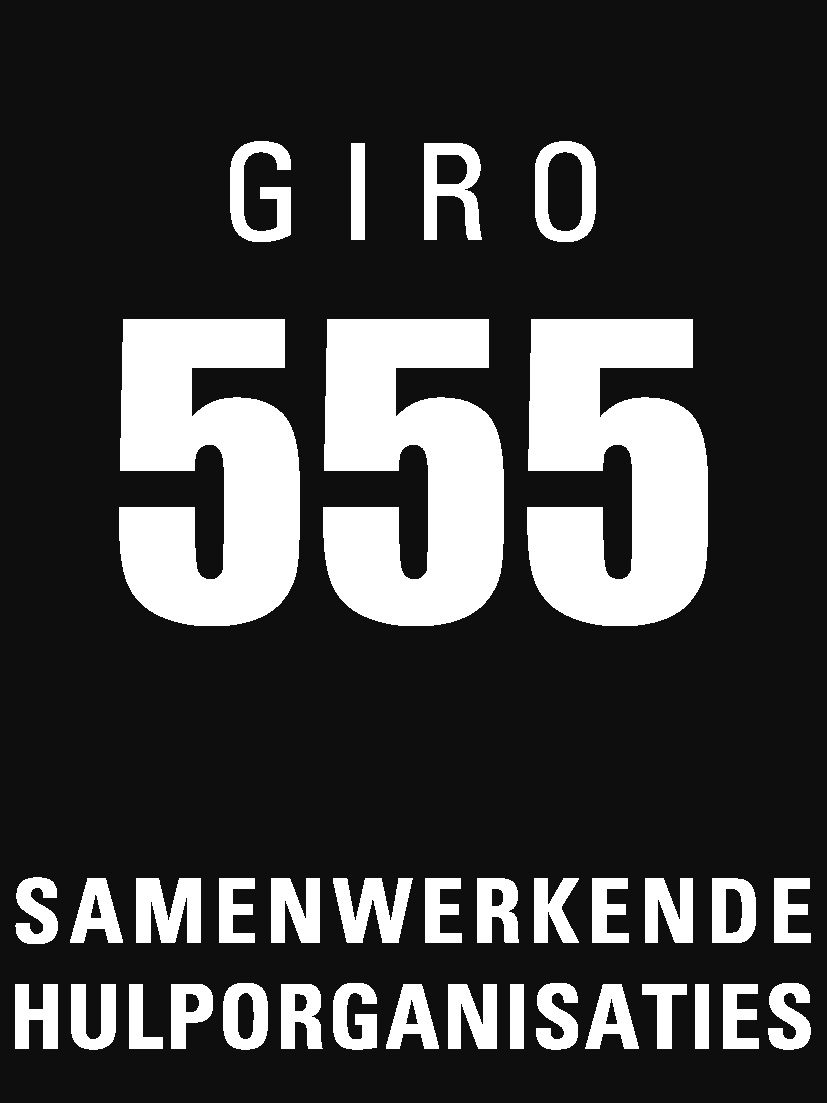 GIRO
555
SAMENWERKENDE
HULPORGANISATIES